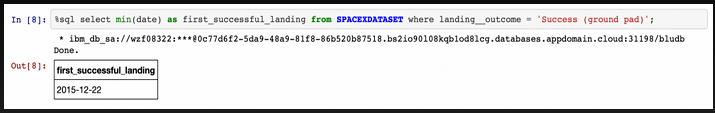 In [8]: %sql select min(date) as first_successful_landing from SPACEXDATASET where landing__outcome = 'Success (ground pad)';
* ibm_db_sa://wzf08322:***@0c77d6f2-5da9-48a9-81f8-86b520b87518.bs2io90l08kqb1od8lcg.databases.appdomain.cloud:31198/bludb
Done.
Out[8]:
first_successful_landing
2015-12-22